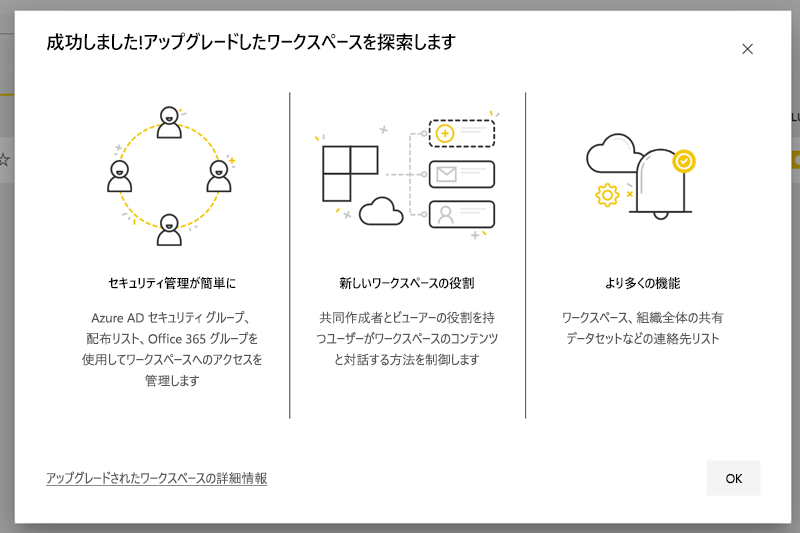 成功しました!アップグレードしたワークスペースを探索します
セキュリティ管理が簡単に
Azure AD セキュリティ グループ、
配布リスト、Office 365 グループを
使用してワークスペースへのアクセスを
管理します
新しいワークスペースの役割
共同作成者とビューアーの役割を持
つユーザーがワークスペースのコンテンツ
と対話する方法を制御します
より多くの機能
ワークスペース、組織全体の共有
データセットなどの連絡先リスト
アップグレードされたワークスペースの詳細情報
OK